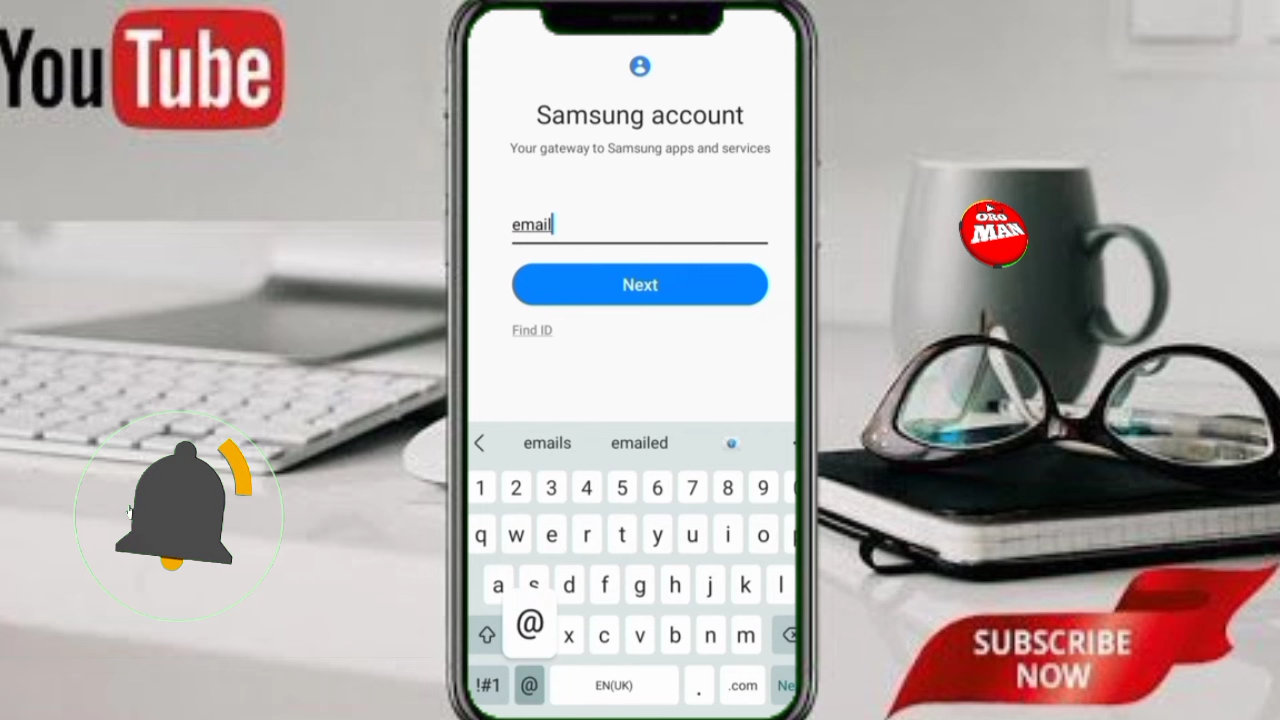 YouTube
Samsung account
Your gateway to Samsung apps and services
email
Next
Find ID
emails emailed
1 2 3 4 5 6 7 8 9
q w e r t y u i o
a s d f g h j k l
@ x c v b n m
!#1 @ EN(UK) . .com Ne
ORO
MAN
SUBSCRIBE
NOW